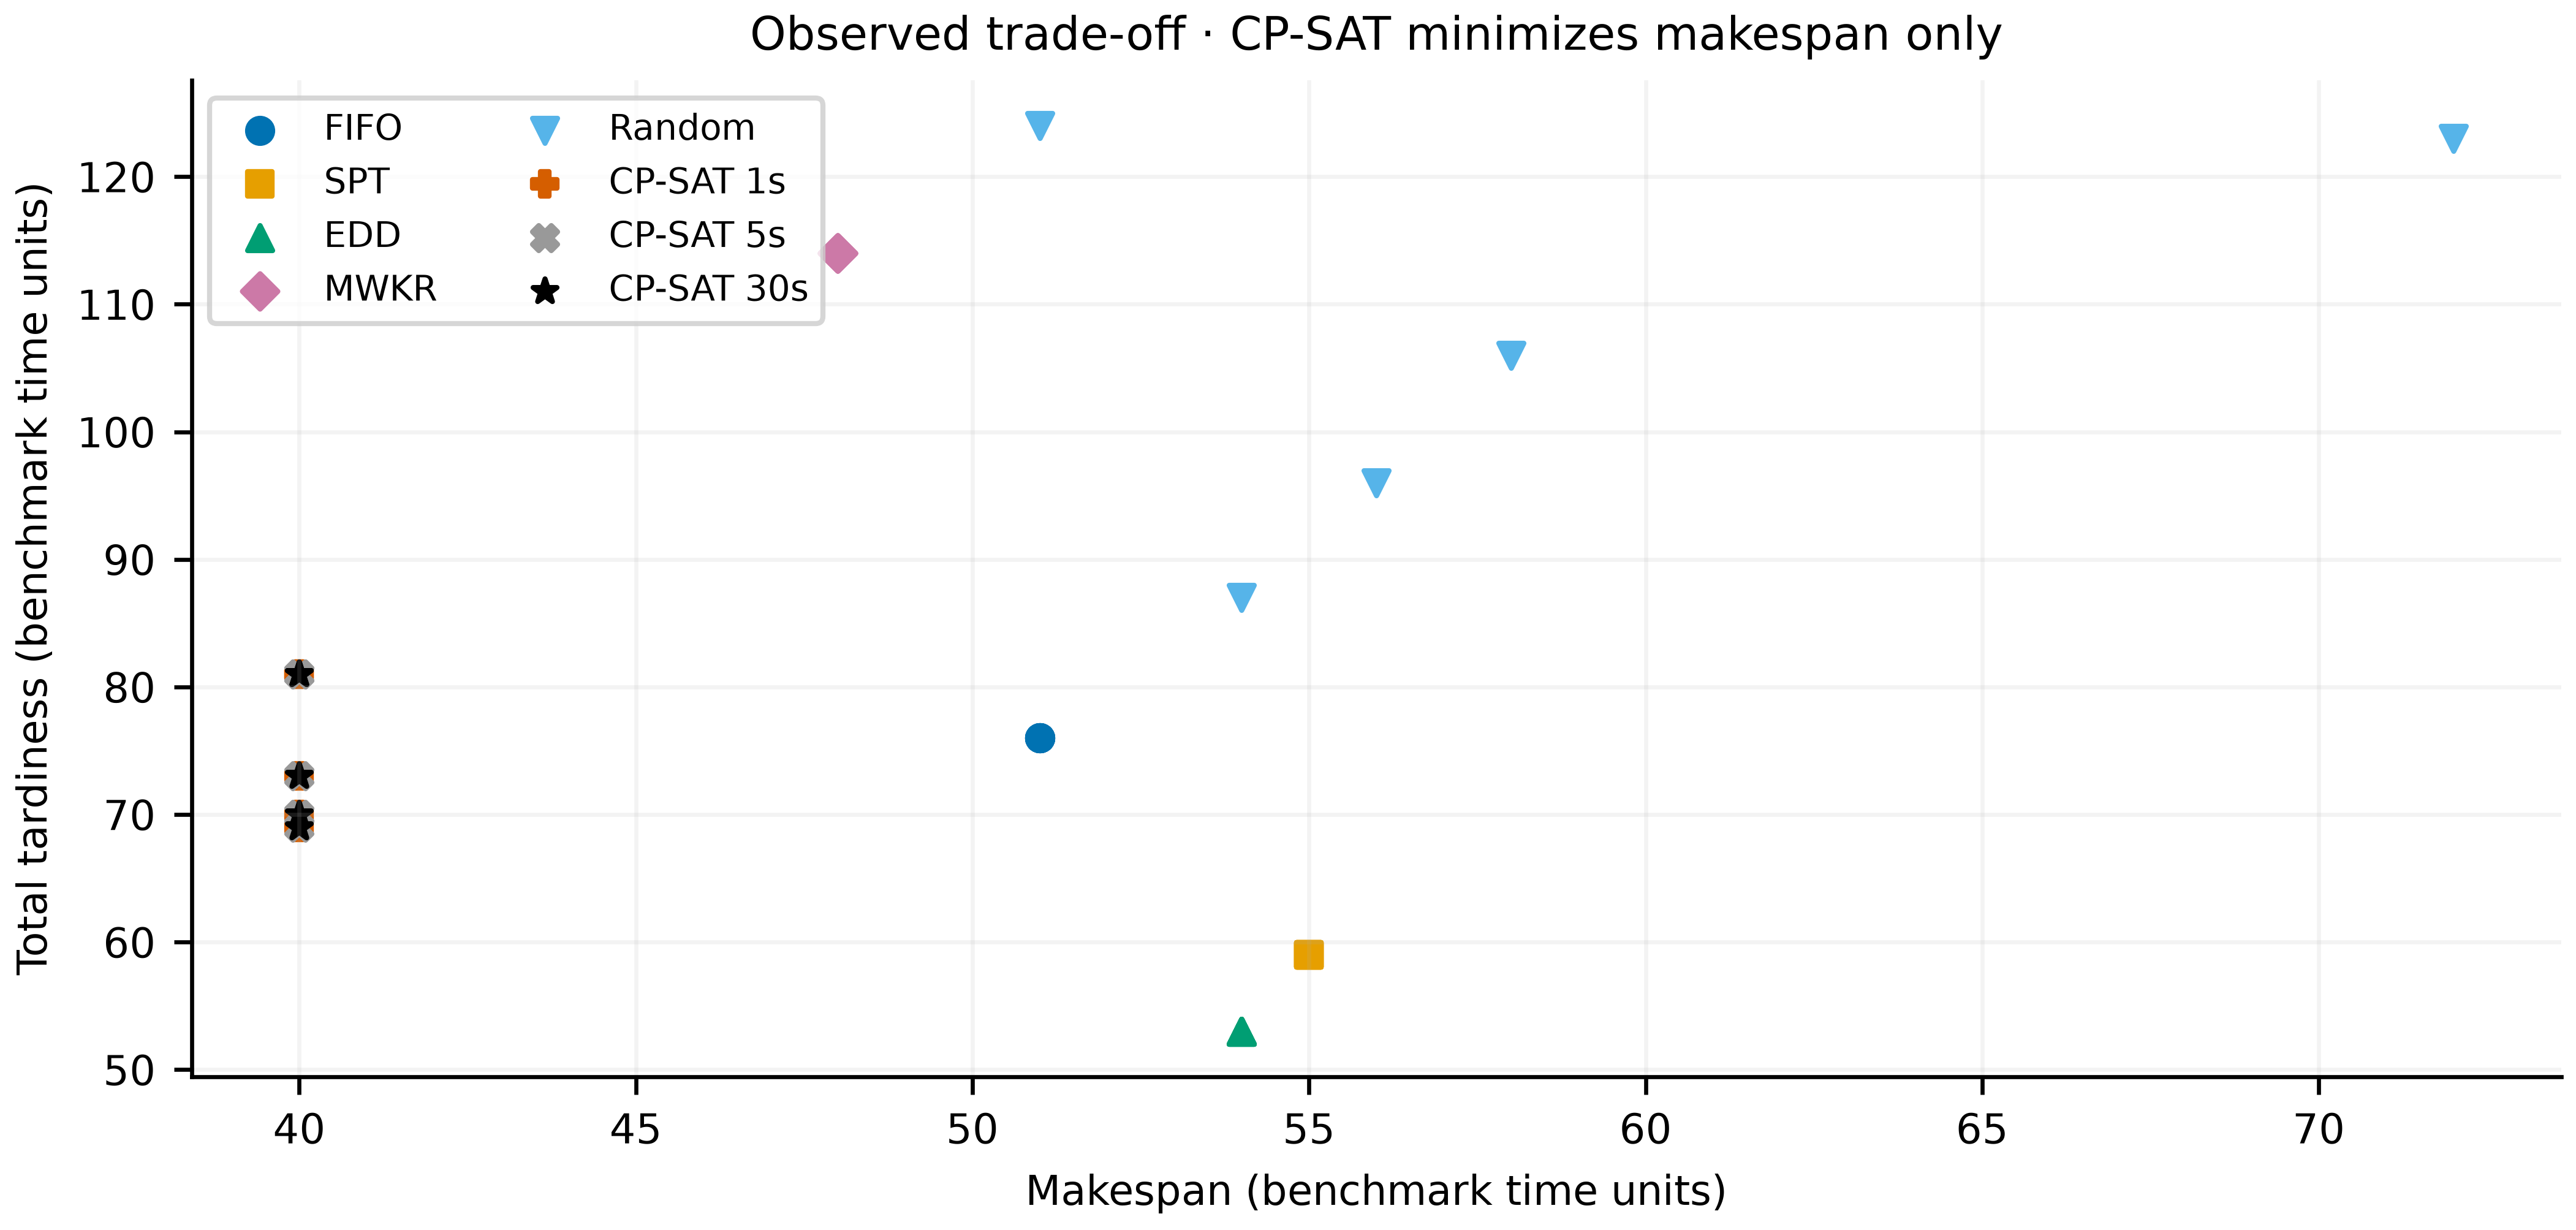 Observed trade-off · CP-SAT minimizes makespan only
Total tardiness (benchmark time units)
120
110
100
90
80
70
60
50
FIFO
SPT
EDD
MWKR
Random
CP-SAT 1s
CP-SAT 5s
CP-SAT 30s
40
45
50
55
60
65
70
Makespan (benchmark time units)